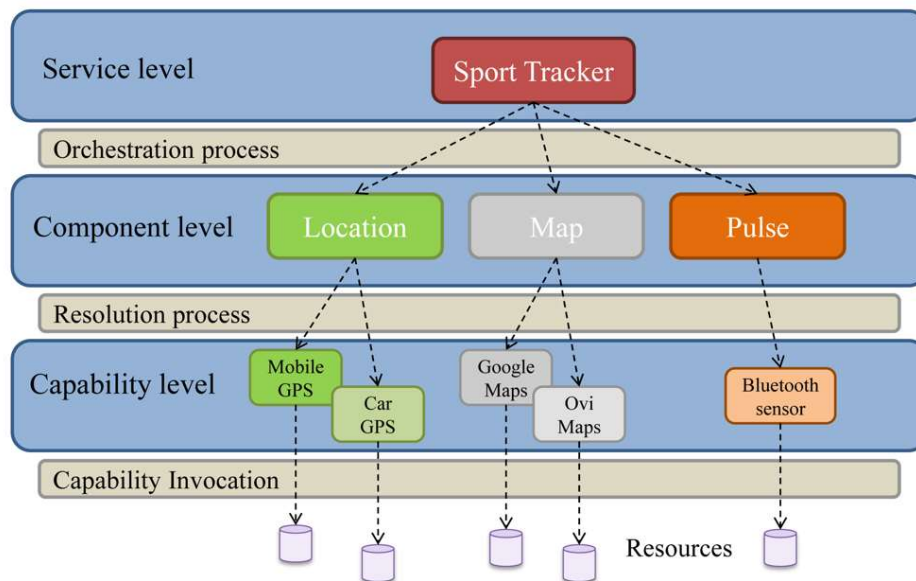 Service level
Sport Tracker
Orchestration process
Component level
Location
Map
Pulse
Resolution process
Capability level
Mobile
GPS
Car
GPS
Google
Maps
Ovi
Maps
Bluetooth
sensor
Capability Invocation
Resources